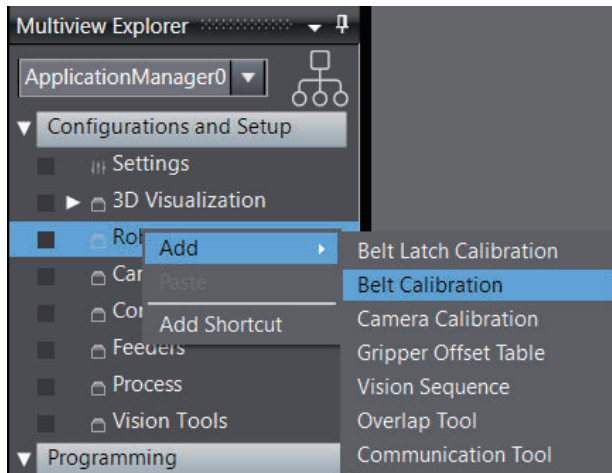 Multiview Explorer
ApplicationManager0
Configurations and Setup
Settings
3D Visualization
Add
Belt Latch Calibration
Belt Calibration
Paste
Camera Calibration
Add Shortcut
Gripper Offset Table
Feeders
Vision Sequence
Process
Overlap Tool
Vision Tools
Communication Tool
Programming